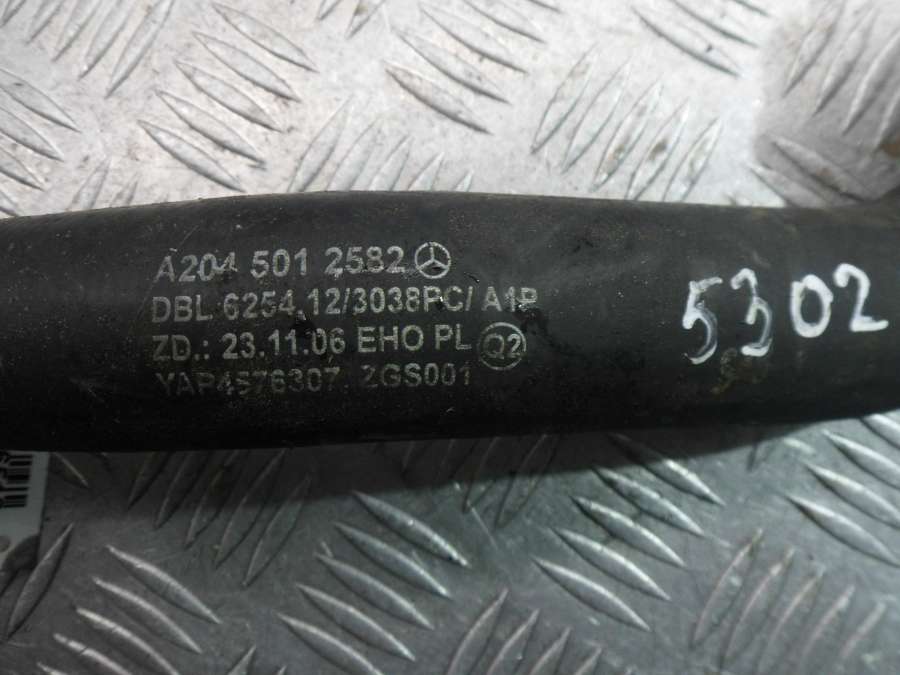 A204 501 2582
DBL 6254.12/3038PC/ A1P
ZD.: 23.11.06 EHO PL Q2
YAP4576307 ZGS001
5302